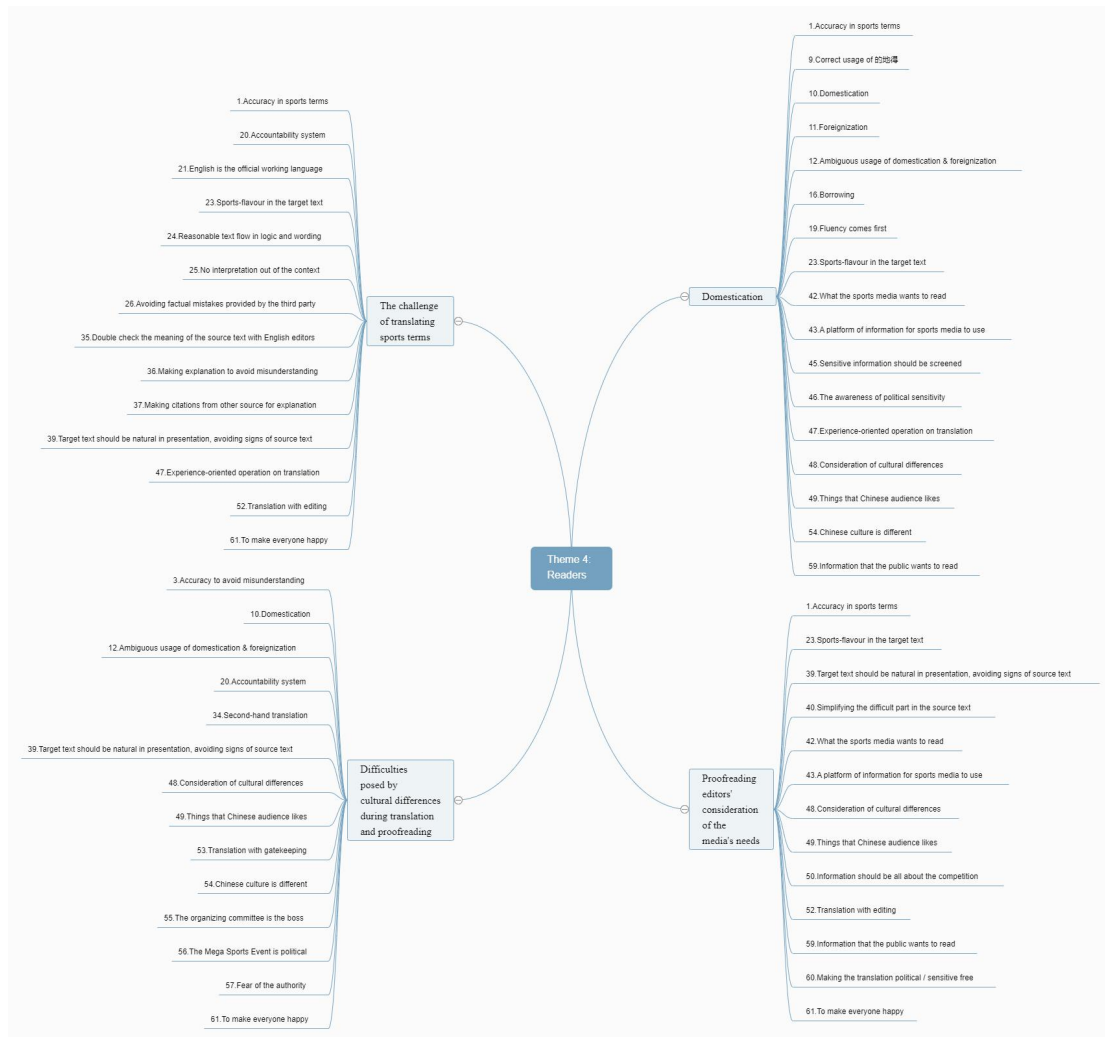 Theme 4:
Readers
The challenge
of translating
sports terms
1.Accuracy in sports terms
20.Accountability system
21.English is the official working language
23.Sports-flavour in the target text
24.Reasonable text flow in logic and wording
25.No interpretation out of the context
26.Avoiding factual mistakes provided by the third party
35.Double check the meaning of the source text with English editors
36.Making explanation to avoid misunderstanding
37.Making citations from other source for explanation
39.Target text should be natural in presentation, avoiding signs of source text
47.Experience-oriented operation on translation
52.Translation with editing
61.To make everyone happy
Difficulties
posed by
cultural differences
during translation
and proofreading
3.Accuracy to avoid misunderstanding
10.Domestication
12.Ambiguous usage of domestication & foreignization
20.Accountability system
34.Second-hand translation
39.Target text should be natural in presentation, avoiding signs of source text
48.Consideration of cultural differences
49.Things that Chinese audience likes
53.Translation with gatekeeping
54.Chinese culture is different
55.The organizing committee is the boss
56.The Mega Sports Event is political
57.Fear of the authority
61.To make everyone happy
Domestication
1.Accuracy in sports terms
9.Correct usage of 的地得
10.Domestication
11.Foreignization
12.Ambiguous usage of domestication & foreignization
16.Borrowing
19.Fluency comes first
23.Sports-flavour in the target text
42.What the sports media wants to read
43.A platform of information for sports media to use
45.Sensitive information should be screened
46.The awareness of political sensitivity
47.Experience-oriented operation on translation
48.Consideration of cultural differences
49.Things that Chinese audience likes
54.Chinese culture is different
59.Information that the public wants to read
Proofreading
editors'
consideration
of the
media's needs
1.Accuracy in sports terms
23.Sports-flavour in the target text
39.Target text should be natural in presentation, avoiding signs of source text
40.Simplifying the difficult part in the source text
42.What the sports media wants to read
43.A platform of information for sports media to use
48.Consideration of cultural differences
49.Things that Chinese audience likes
50.Information should be all about the competition
52.Translation with editing
59.Information that the public wants to read
60.Making the translation political / sensitive free
61.To make everyone happy